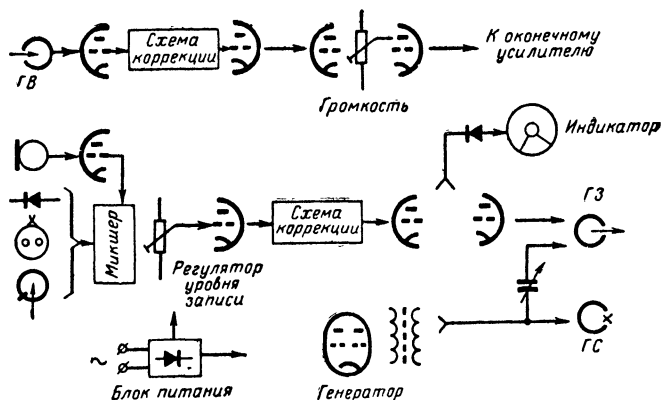 Схема
коррекции
К оконечному
усилителю
ГВ
Громкость
Индикатор
ГЗ
Микшер
Схема
коррекции
Регулятор
уровня
записи
ГС
~
Блок питания
Генератор